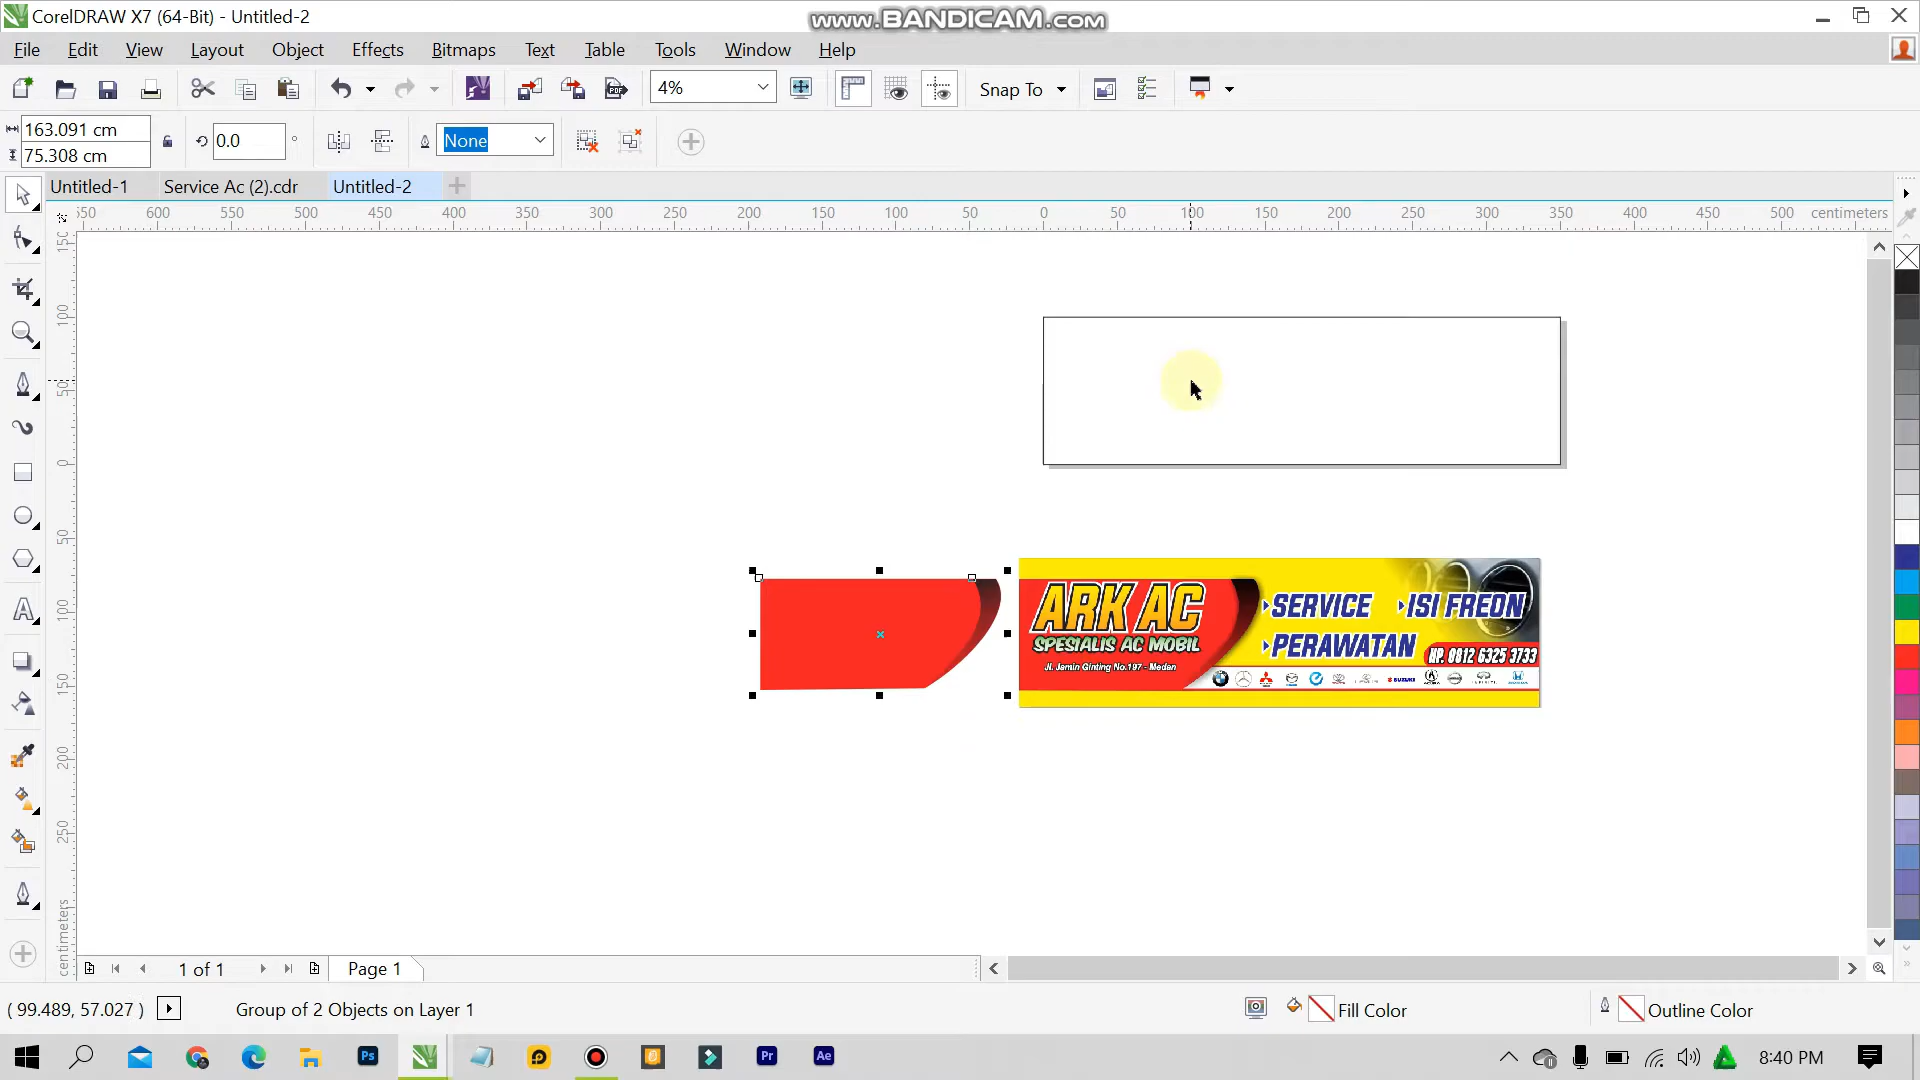 CorelDRAW X7 (64-Bit) - Untitled-2
www.BANDICAM.com
File Edit View Layout Object Effects Bitmaps Text Table Tools Window Help
4%
Snap To
PDF
163.091 cm
75.308 cm
0.0 °
None
Untitled-1 Service Ac (2).cdr Untitled-2
600 550 500 450 400 350 300 250 200 150 100 50 0 50 100 150 200 250 300 350 400 450 500 centimeters
100
50
0
50
100
150
200
250
centimeters
ARK AC
SPESIALIS AC MOBIL
Jl. Jamin Ginting No.197 - Medan
SERVICE ISI FREON
PERAWATAN
HP. 0812 6325 3733
SUZUKI
1 of 1 Page 1
( 99.489, 57.027 ) Group of 2 Objects on Layer 1 Fill Color Outline Color
Ps Pr Ae
8:40 PM